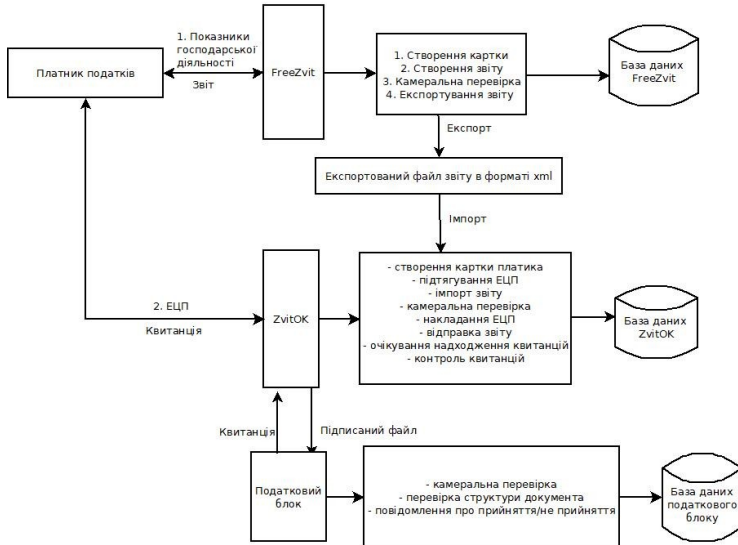 1. Показники
господарської
діяльності
Платник податків
Звіт
FreeZvit
1. Створення картки
2. Створення звіту
3. Камеральна перевірка
4. Експортування звіту
База даних
FreeZvit
Експорт
Експортований файл звіту в форматі xml
Імпорт
2. ЕЦП
Квитанція
ZvitOK
- створення картки платика
- підтягування ЕЦП
- імпорт звіту
- камеральна перевірка
- накладання ЕЦП
- відправка звіту
- очікування надходження квитанцій
- контроль квитанцій
База даних
ZvitOK
Квитанція
Підписаний файл
Податковий
блок
- камеральна перевірка
- перевірка структури документа
- повідомлення про прийняття/не прийняття
База даних
податкового
блоку